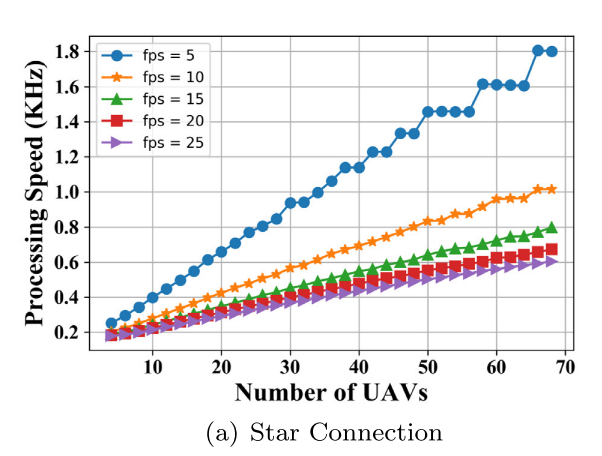 fps = 5
fps = 10
fps = 15
fps = 20
fps = 25
Processing Speed (KHz)
1.8
1.6
1.4
1.2
1.0
0.8
0.6
0.4
0.2
10 20 30 40 50 60 70
Number of UAVs
(a) Star Connection